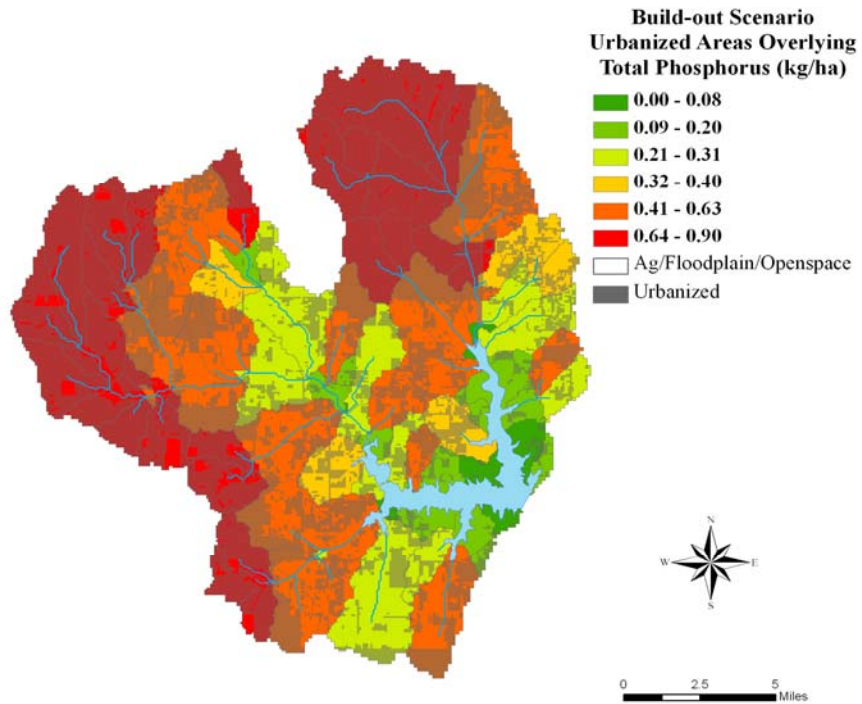 Build-out Scenario
Urbanized Areas Overlying
Total Phosphorus (kg/ha)
0.00 - 0.08
0.09 - 0.20
0.21 - 0.31
0.32 - 0.40
0.41 - 0.63
0.64 - 0.90
Ag/Floodplain/Openspace
Urbanized
N
W E
S
0 2.5 5
Miles